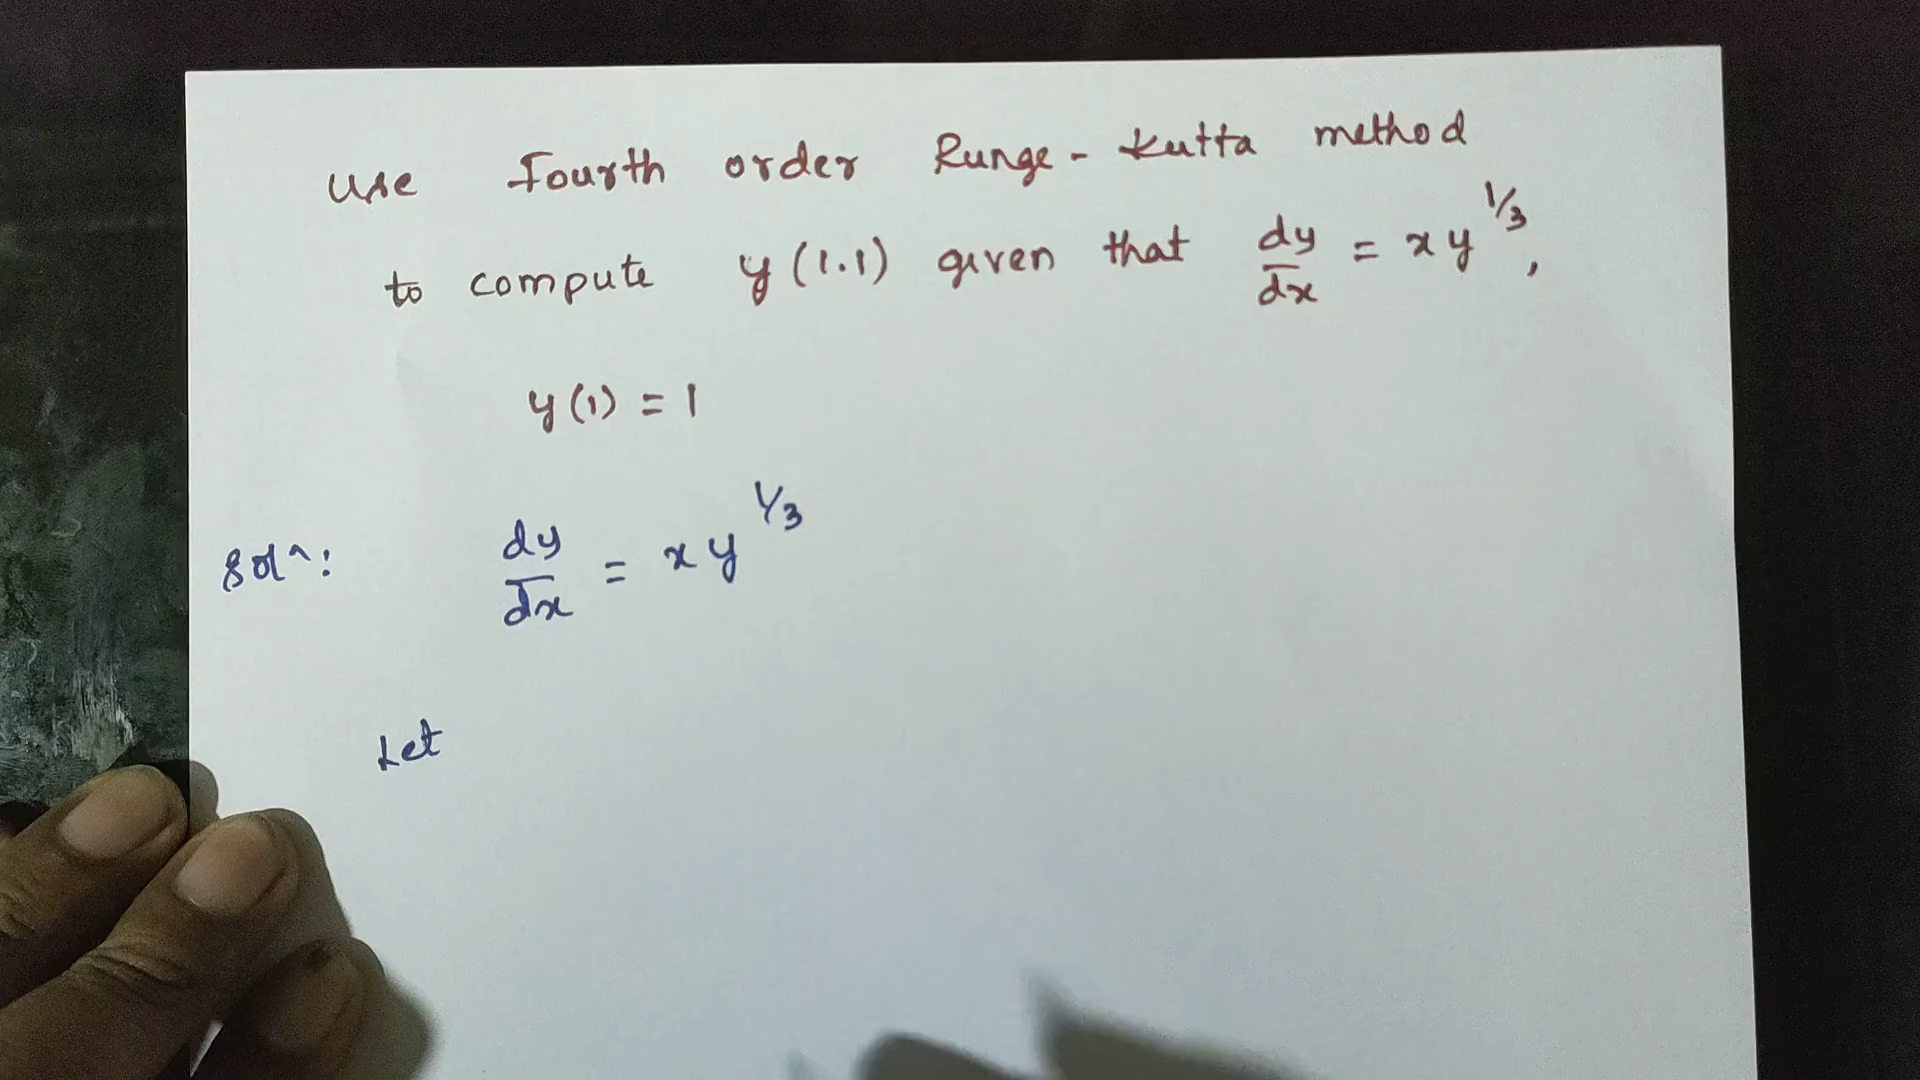 Use Fourth order Runge-Kutta method
to compute y(1.1) given that dy/dx = xy^1/3,
y(1) = 1
Solⁿ: dy/dx = xy^1/3
Let